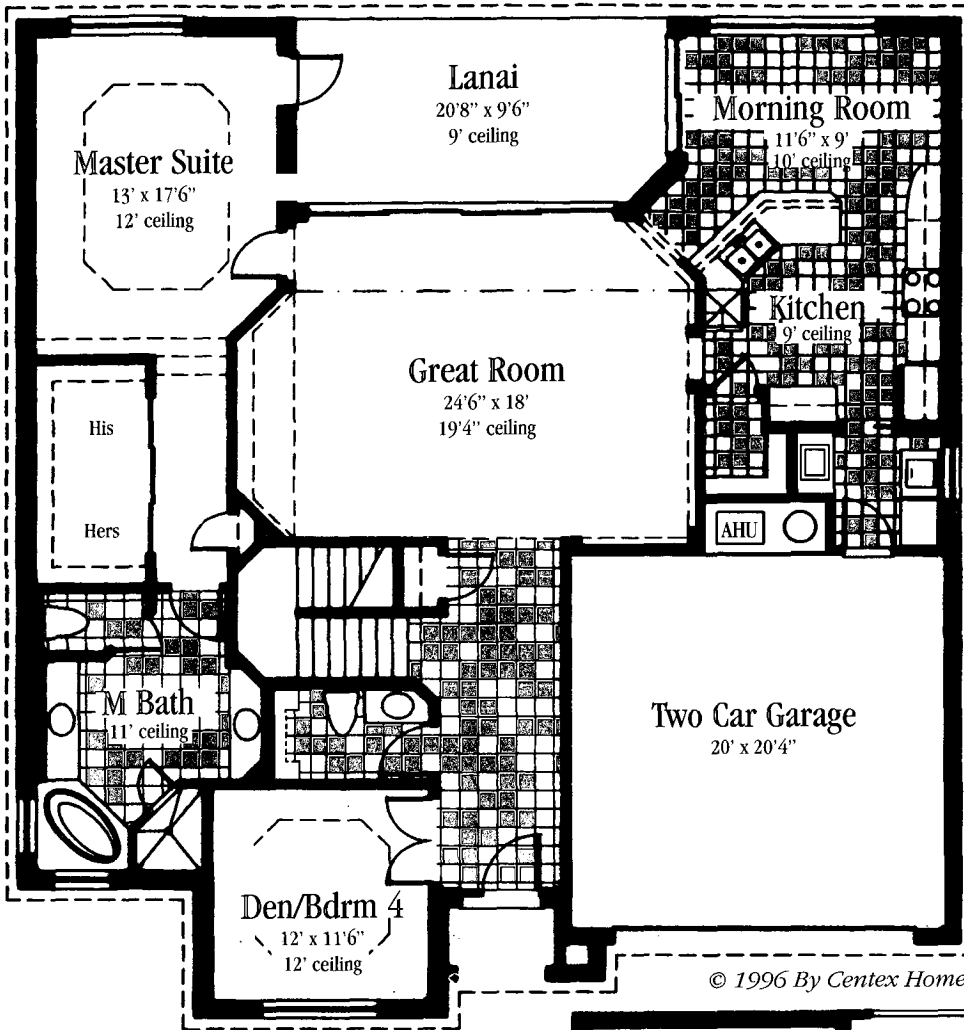 Lanai
20'8" x 9'6"
9' ceiling
Morning Room
11'6" x 9'
10' ceiling
Master Suite
13' x 17'6"
12' ceiling
Kitchen
9' ceiling
Great Room
24'6" x 18'
19'4" ceiling
His
Hers
AHU
M Bath
11' ceiling
Two Car Garage
20' x 20'4"
Den/Bdrm 4
12' x 11'6"
12' ceiling
© 1996 By Centex Home